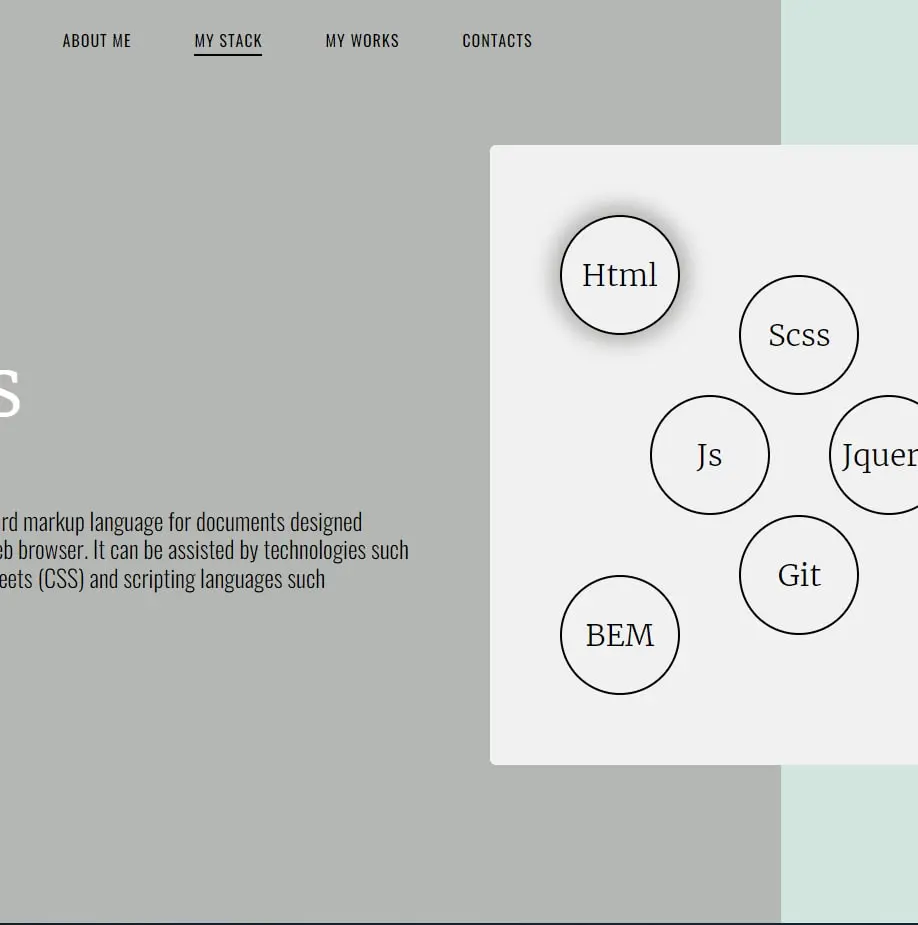 ABOUT ME MY STACK MY WORKS CONTACTS
Html
Scss
s
Js
Jquer
rd markup language for documents designed
eb browser. It can be assisted by technologies such
eets (CSS) and scripting languages such
Git
BEM